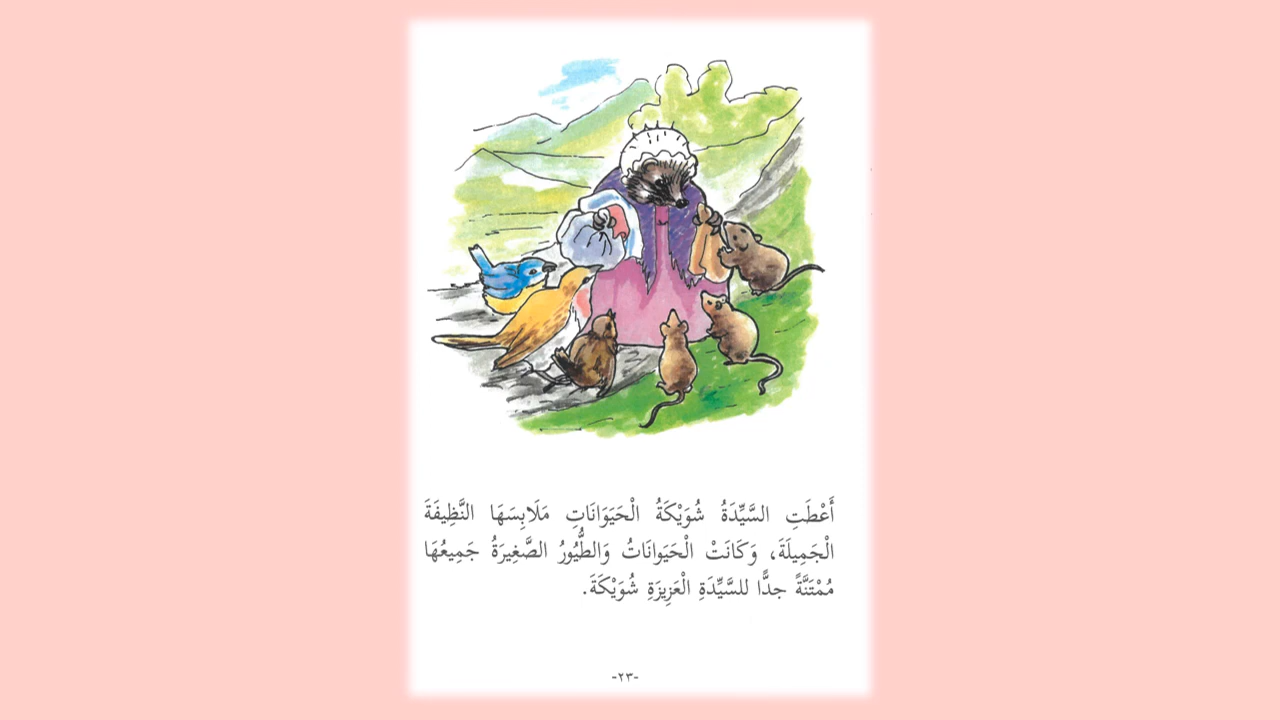 أَعْطَتِ السَّيِّدَةُ شُوَيْكَةُ الْحَيَوَانَاتِ مَلَابِسَهَا النَّظِيفَةَ
الْجَمِيلَةَ، وَكَانَتْ الْحَيَوانَاتُ وَالطُّيُورُ الصَّغِيرَةُ جَمِيعُهَا
مُمْتَنَّةً جدًّا للسَّيِّدَةِ الْعَزِيزَةِ شُوَيْكَةَ.
-٢٣-